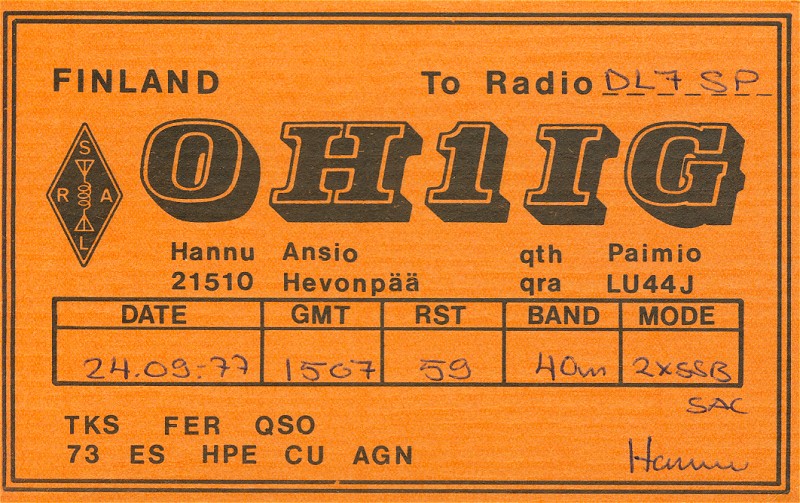 FINLAND To Radio DL7SP
OH1IG
S
R A
L
Hannu Ansio qth Paimio
21510 Hevonpää qra LU44J
DATE GMT RST BAND MODE
24.09.77 1507 59 40m 2xSSB
SAC
TKS FER QSO
73 ES HPE CU AGN
Hannu